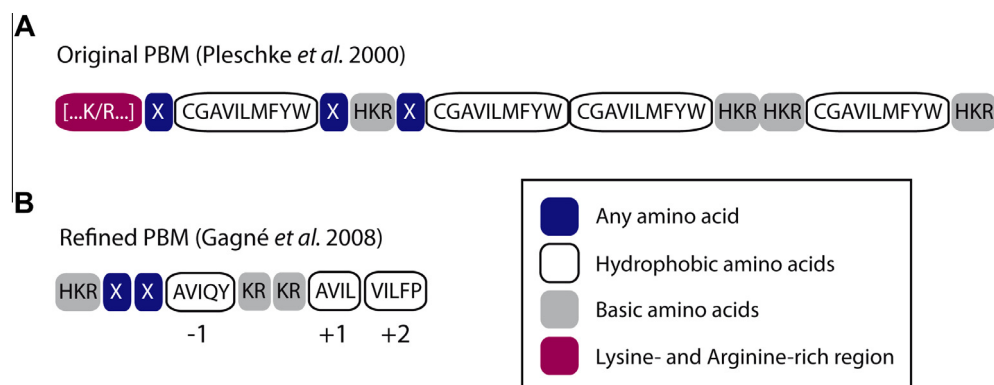 A
Original PBM (Pleschke et al. 2000)
[...K/R...] X CGAVILMFYW X HKR X CGAVILMFYW CGAVILMFYW HKR HKR CGAVILMFYW HKR
B
Refined PBM (Gagné et al. 2008)
HKR X X AVIQY KR KR AVIL VILFP
-1 +1 +2
Any amino acid
Hydrophobic amino acids
Basic amino acids
Lysine- and Arginine-rich region